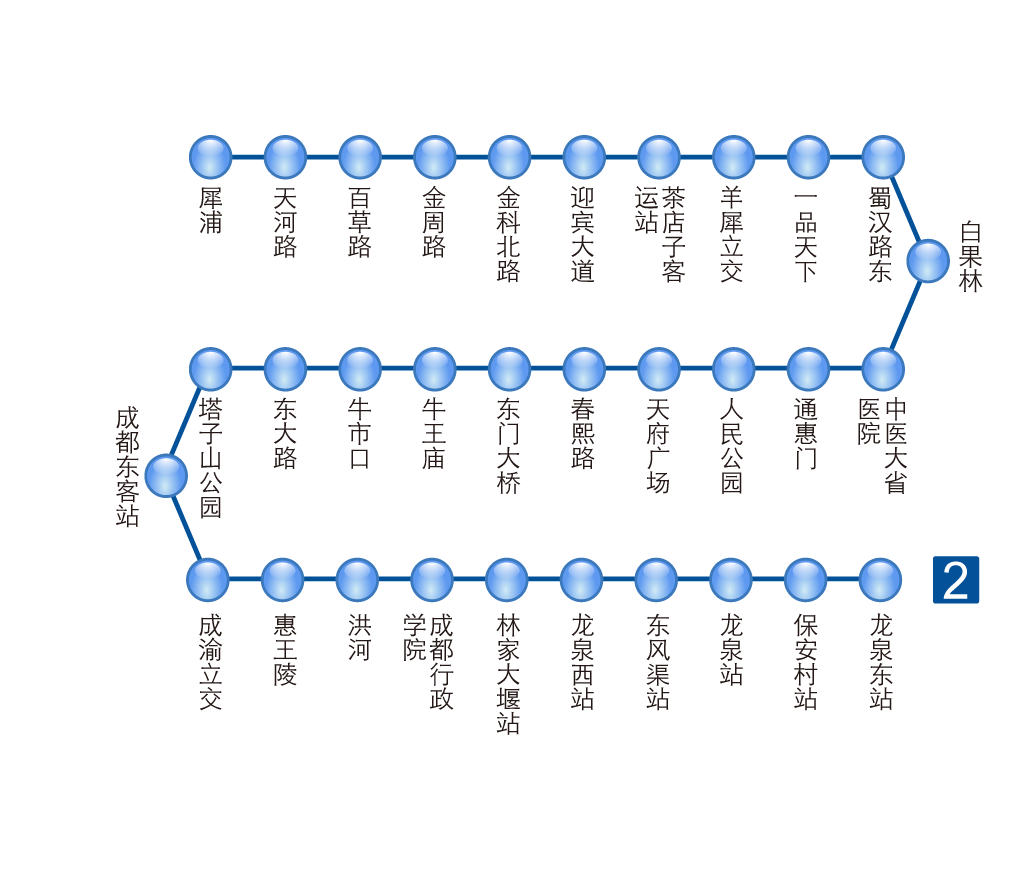 犀浦
天河路
百草路
金周路
金科北路
迎宾大道
茶店子客
运站
羊犀立交
一品天下
蜀汉路东
白果林
中医大省
医院
通惠门
人民公园
天府广场
春熙路
东门大桥
牛王庙
牛市口
东大路
塔子山公园
成都东客站
成渝立交
惠王陵
洪河
成都行政
学院
林家大堰站
龙泉西站
东风渠站
龙泉站
保安村站
龙泉东站
2